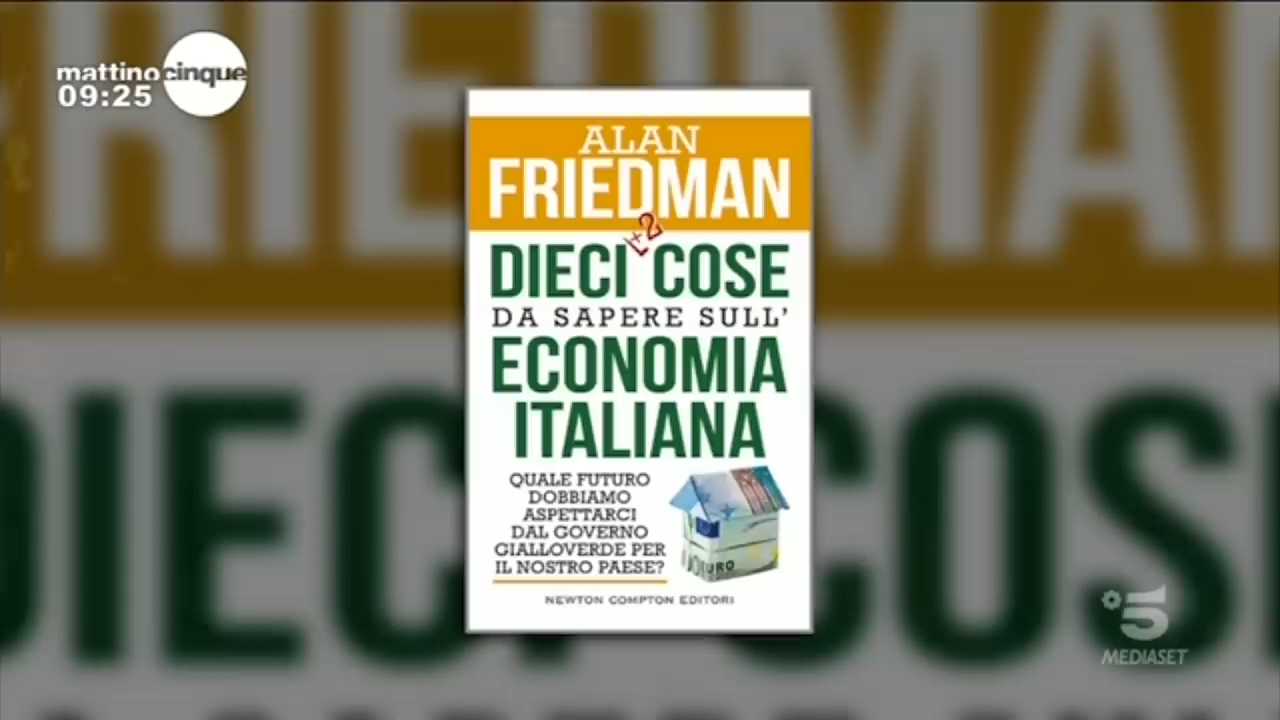 mattino cinque
09:25
ALAN
FRIEDMAN
+2
DIECI COSE
DA SAPERE SULL'
ECONOMIA
ITALIANA
QUALE FUTURO
DOBBIAMO
ASPETTARCI
DAL GOVERNO
GIALLOVERDE PER
IL NOSTRO PAESE?
EURO
NEWTON COMPTON EDITORI
5
MEDIASET